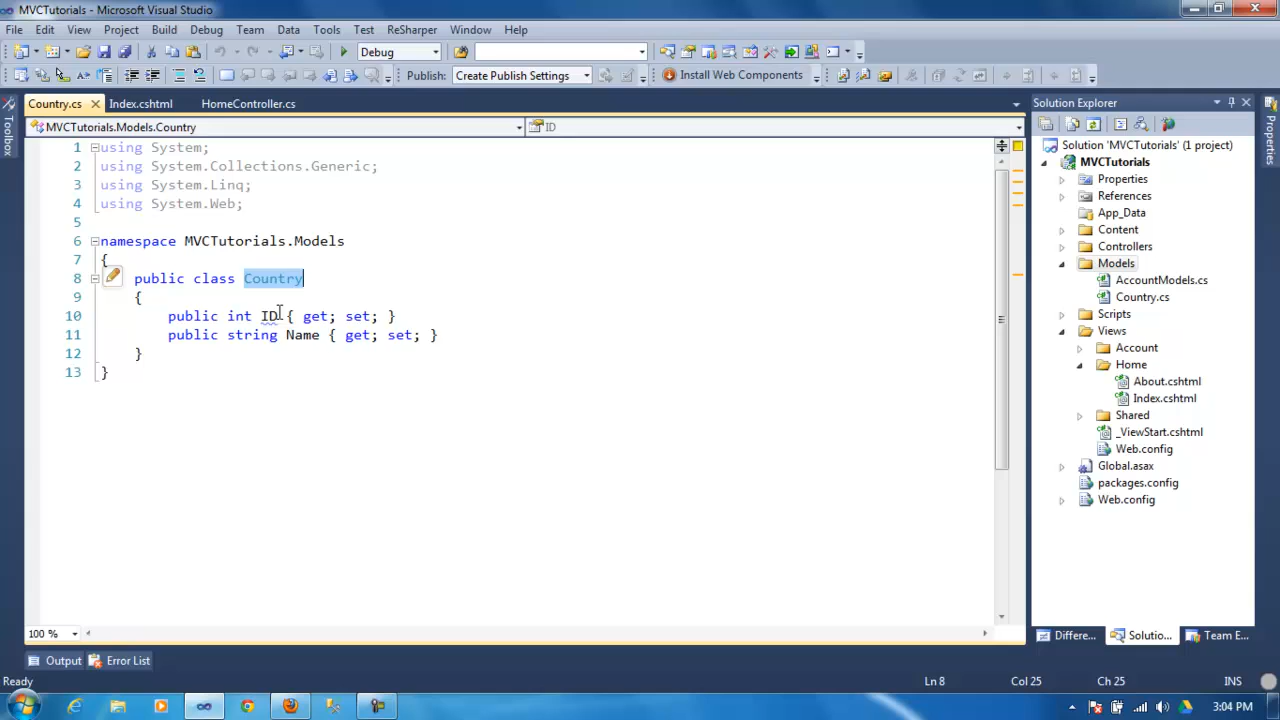 MVCTutorials - Microsoft Visual Studio
File Edit View Project Build Debug Team Data Tools Test ReSharper Window Help
Debug
Publish: Create Publish Settings Install Web Components
Country.cs Index.cshtml HomeController.cs
MVCTutorials.Models.Country ID
1 using System;
2 using System.Collections.Generic;
3 using System.Linq;
4 using System.Web;
5
6 namespace MVCTutorials.Models
7 {
8 public class Country
9 {
10 public int ID { get; set; }
11 public string Name { get; set; }
12 }
13 }
100 %
Toolbox
Solution Explorer
Solution 'MVCTutorials' (1 project)
MVCTutorials
Properties
References
App_Data
Content
Controllers
Models
AccountModels.cs
Country.cs
Scripts
Views
Account
Home
About.cshtml
Index.cshtml
Shared
_ViewStart.cshtml
Web.config
Global.asax
packages.config
Web.config
Differe... Solutio... Team E...
Properties
Output Error List
Ready Ln 8 Col 25 Ch 25 INS
3:04 PM